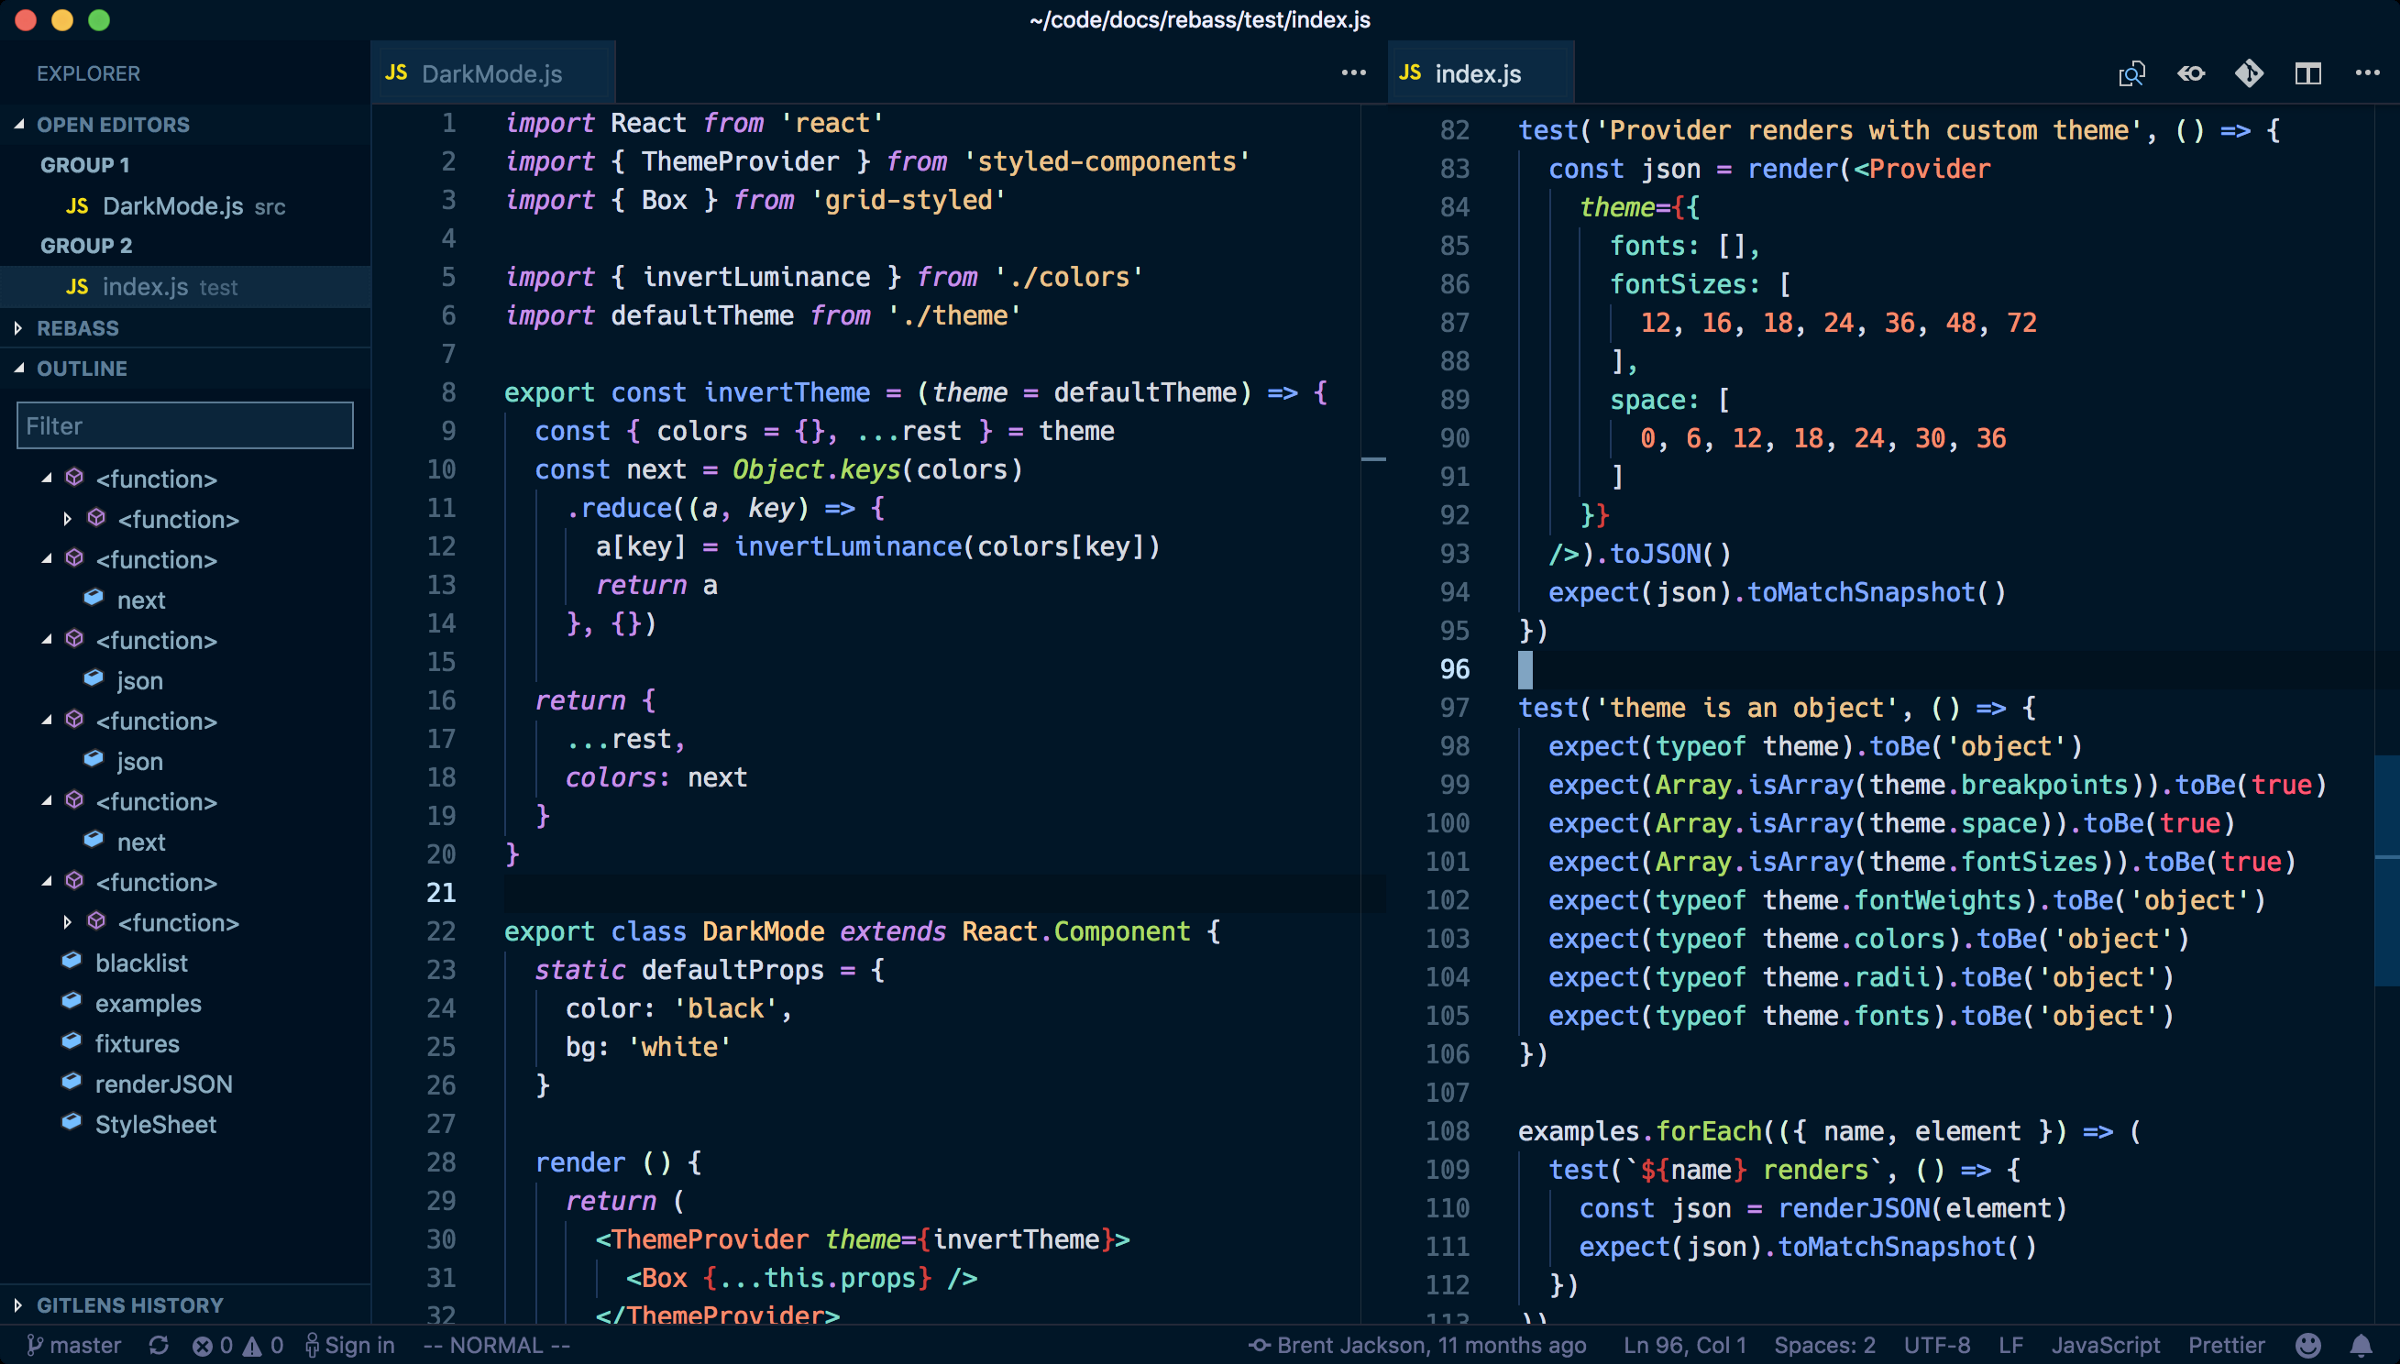 ~/code/docs/rebass/test/index.js
EXPLORER
OPEN EDITORS
GROUP 1
JS DarkMode.js src
GROUP 2
JS index.js test
REBASS
OUTLINE
Filter
<function>
<function>
<function>
next
<function>
json
<function>
json
<function>
next
<function>
<function>
blacklist
examples
fixtures
renderJSON
StyleSheet
GITLENS HISTORY
JS DarkMode.js
1 import React from 'react'
2 import { ThemeProvider } from 'styled-components'
3 import { Box } from 'grid-styled'
4
5 import { invertLuminance } from './colors'
6 import defaultTheme from './theme'
7
8 export const invertTheme = (theme = defaultTheme) => {
9 const { colors = {}, ...rest } = theme
10 const next = Object.keys(colors)
11 .reduce((a, key) => {
12 a[key] = invertLuminance(colors[key])
13 return a
14 }, {})
15
16 return {
17 ...rest,
18 colors: next
19 }
20 }
21
22 export class DarkMode extends React.Component {
23 static defaultProps = {
24 color: 'black',
25 bg: 'white'
26 }
27
28 render () {
29 return (
30 <ThemeProvider theme={invertTheme}>
31 <Box {...this.props} />
32 </ThemeProvider>
JS index.js
82 test('Provider renders with custom theme', () => {
83 const json = render(<Provider
84 theme={{
85 fonts: [],
86 fontSizes: [
87 12, 16, 18, 24, 36, 48, 72
88 ],
89 space: [
90 0, 6, 12, 18, 24, 30, 36
91 ]
92 }}
93 />).toJSON()
94 expect(json).toMatchSnapshot()
95 })
96
97 test('theme is an object', () => {
98 expect(typeof theme).toBe('object')
99 expect(Array.isArray(theme.breakpoints)).toBe(true)
100 expect(Array.isArray(theme.space)).toBe(true)
101 expect(Array.isArray(theme.fontSizes)).toBe(true)
102 expect(typeof theme.fontWeights).toBe('object')
103 expect(typeof theme.colors).toBe('object')
104 expect(typeof theme.radii).toBe('object')
105 expect(typeof theme.fonts).toBe('object')
106 })
107
108 examples.forEach(({ name, element }) => (
109 test(`${name} renders`, () => {
110 const json = renderJSON(element)
111 expect(json).toMatchSnapshot()
112 })
113 ))
master 0 0 Sign in -- NORMAL -- Brent Jackson, 11 months ago Ln 96, Col 1 Spaces: 2 UTF-8 LF JavaScript Prettier